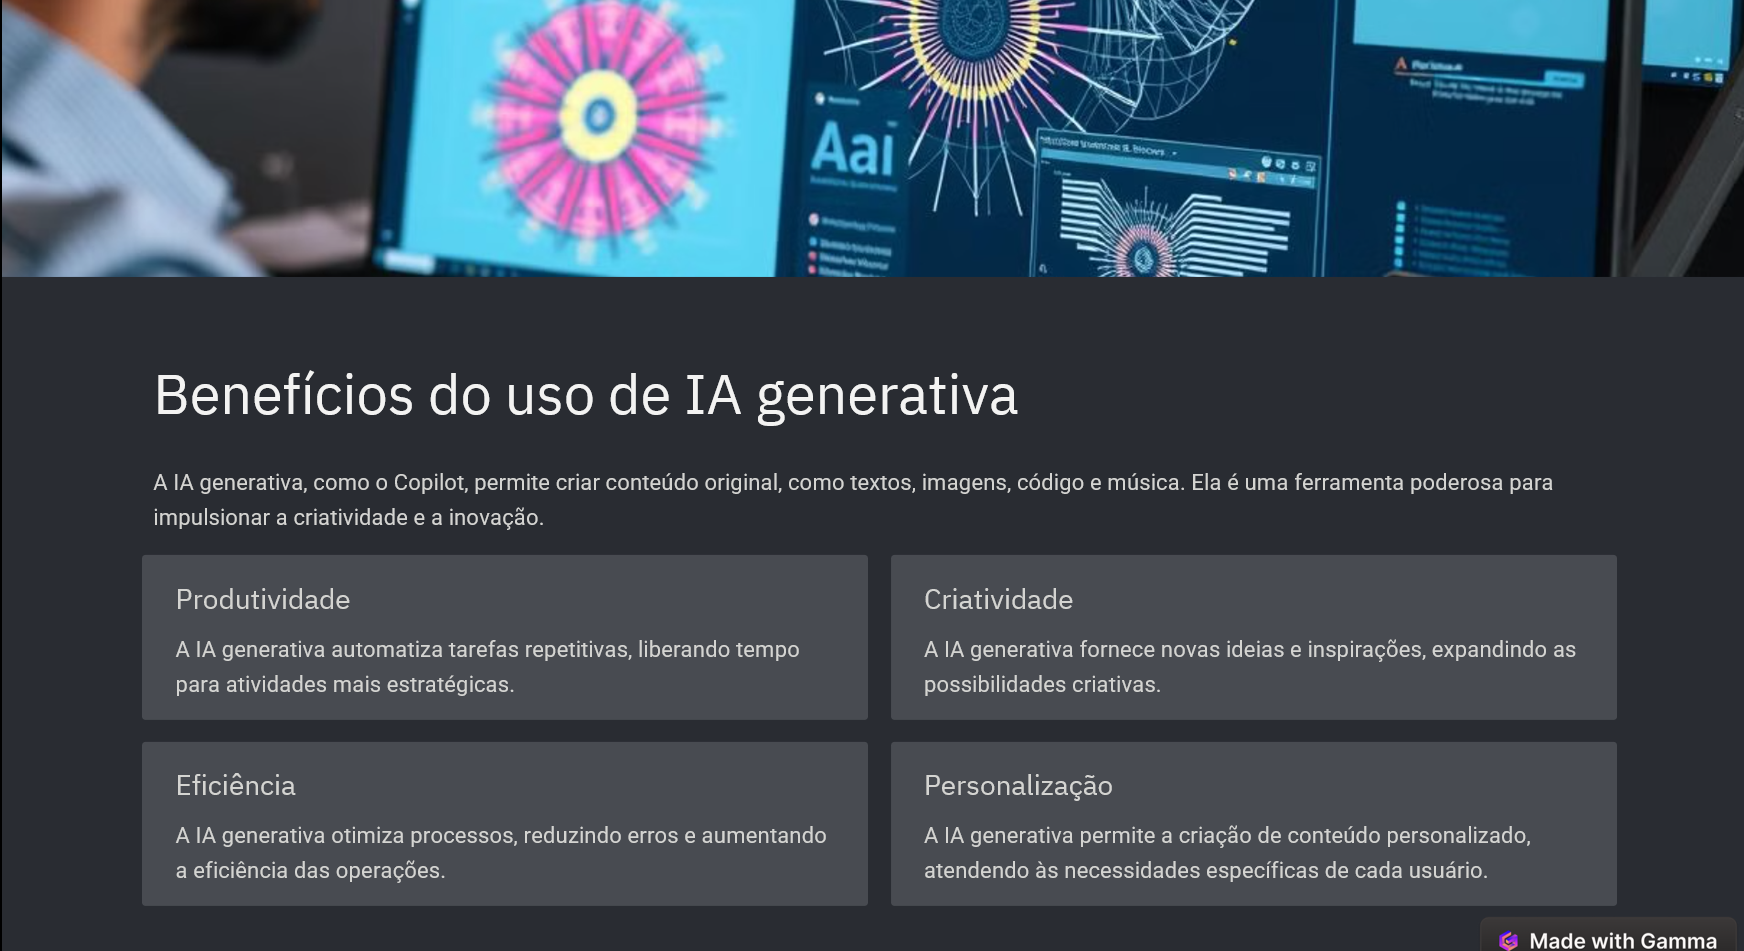 Aai
Benefícios do uso de IA generativa
A IA generativa, como o Copilot, permite criar conteúdo original, como textos, imagens, código e música. Ela é uma ferramenta poderosa para
impulsionar a criatividade e a inovação.
Produtividade
A IA generativa automatiza tarefas repetitivas, liberando tempo
para atividades mais estratégicas.
Criatividade
A IA generativa fornece novas ideias e inspirações, expandindo as
possibilidades criativas.
Eficiência
A IA generativa otimiza processos, reduzindo erros e aumentando
a eficiência das operações.
Personalização
A IA generativa permite a criação de conteúdo personalizado,
atendendo às necessidades específicas de cada usuário.
Made with Gamma